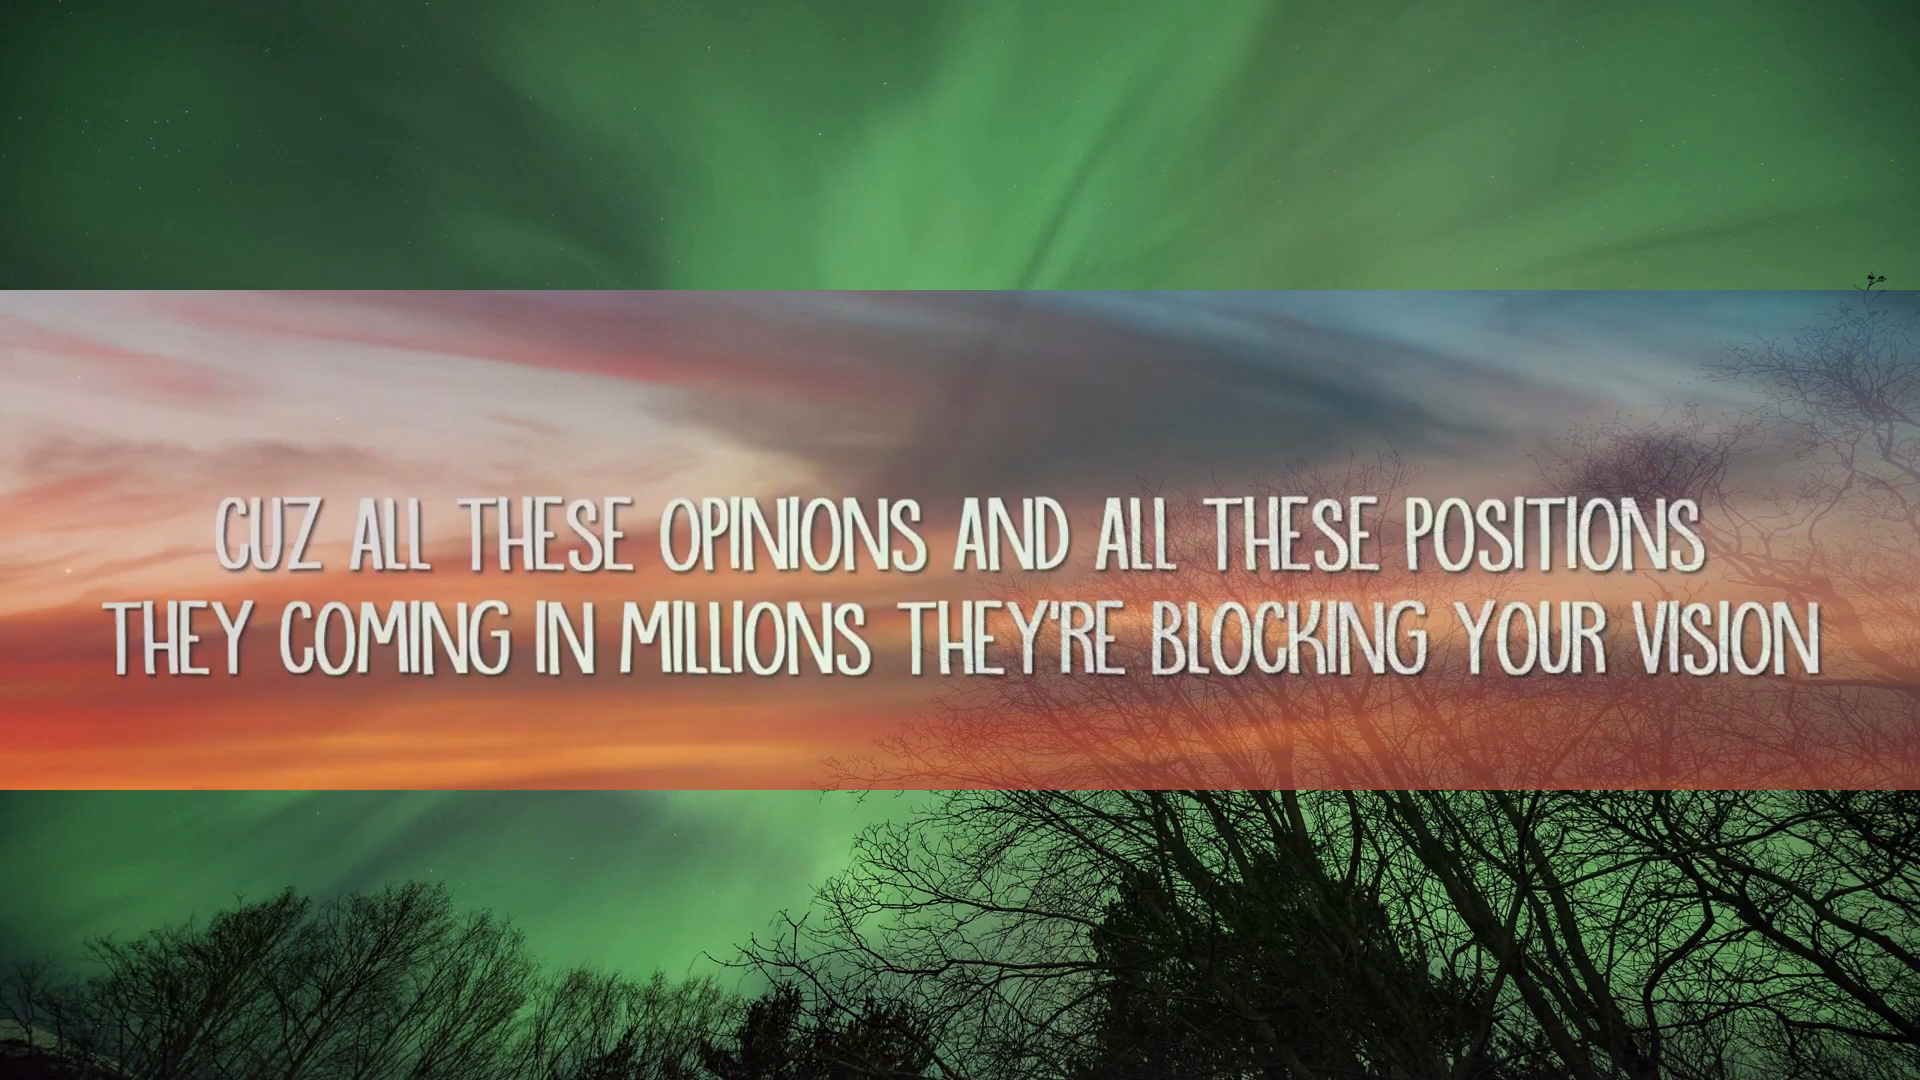 CUZ ALL THESE OPINIONS AND ALL THESE POSITIONS
THEY COMING IN MILLIONS THEY'RE BLOCKING YOUR VISION